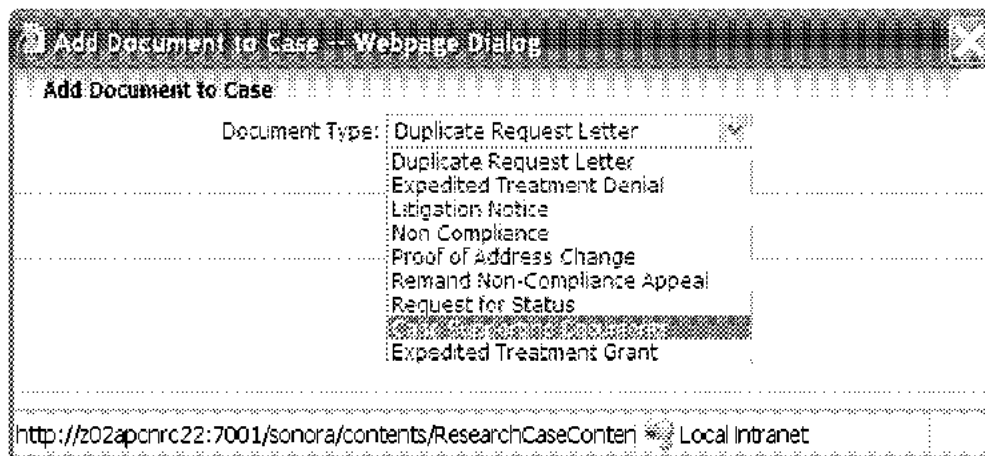 Add Document to Case -- Webpage Dialog
Add Document to Case
Document Type: Duplicate Request Letter
Duplicate Request Letter
Expedited Treatment Denial
Litigation Notice
Non Compliance
Proof of Address Change
Remand Non-Compliance Appeal
Request for Status
Case Documents
Expedited Treatment Grant
http://z02apcnrc22:7001/sonora/contents/ResearchCaseConten Local intranet